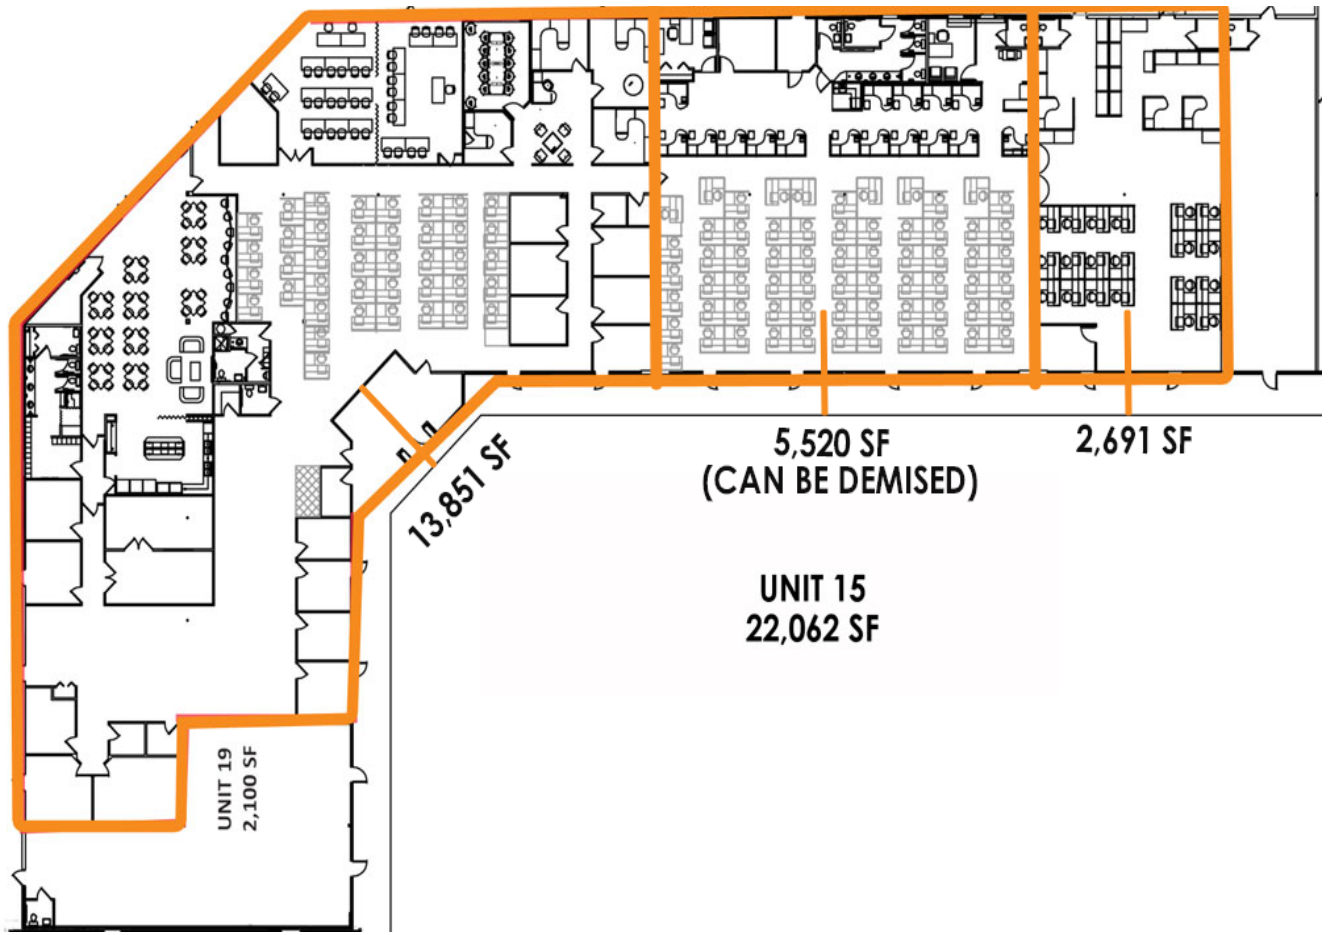 5,520 SF
(CAN BE DEMISED)
2,691 SF
13,851 SF
UNIT 15
22,062 SF
UNIT 19
2,100 SF